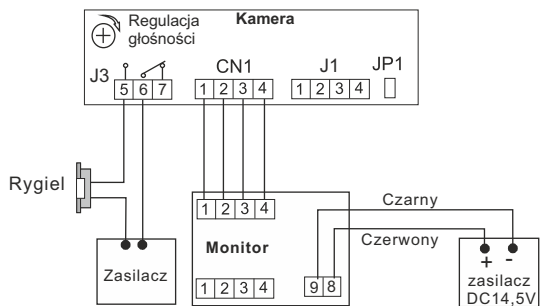 Kamera
Regulacja
głośności
J3
CN1
J1
JP1
5 6 7
1 2 3 4
1 2 3 4
Rygiel
Zasilacz
1 2 3 4
Monitor
1 2 3 4
9 8
Czarny
Czerwony
+ -
zasilacz
DC14,5V